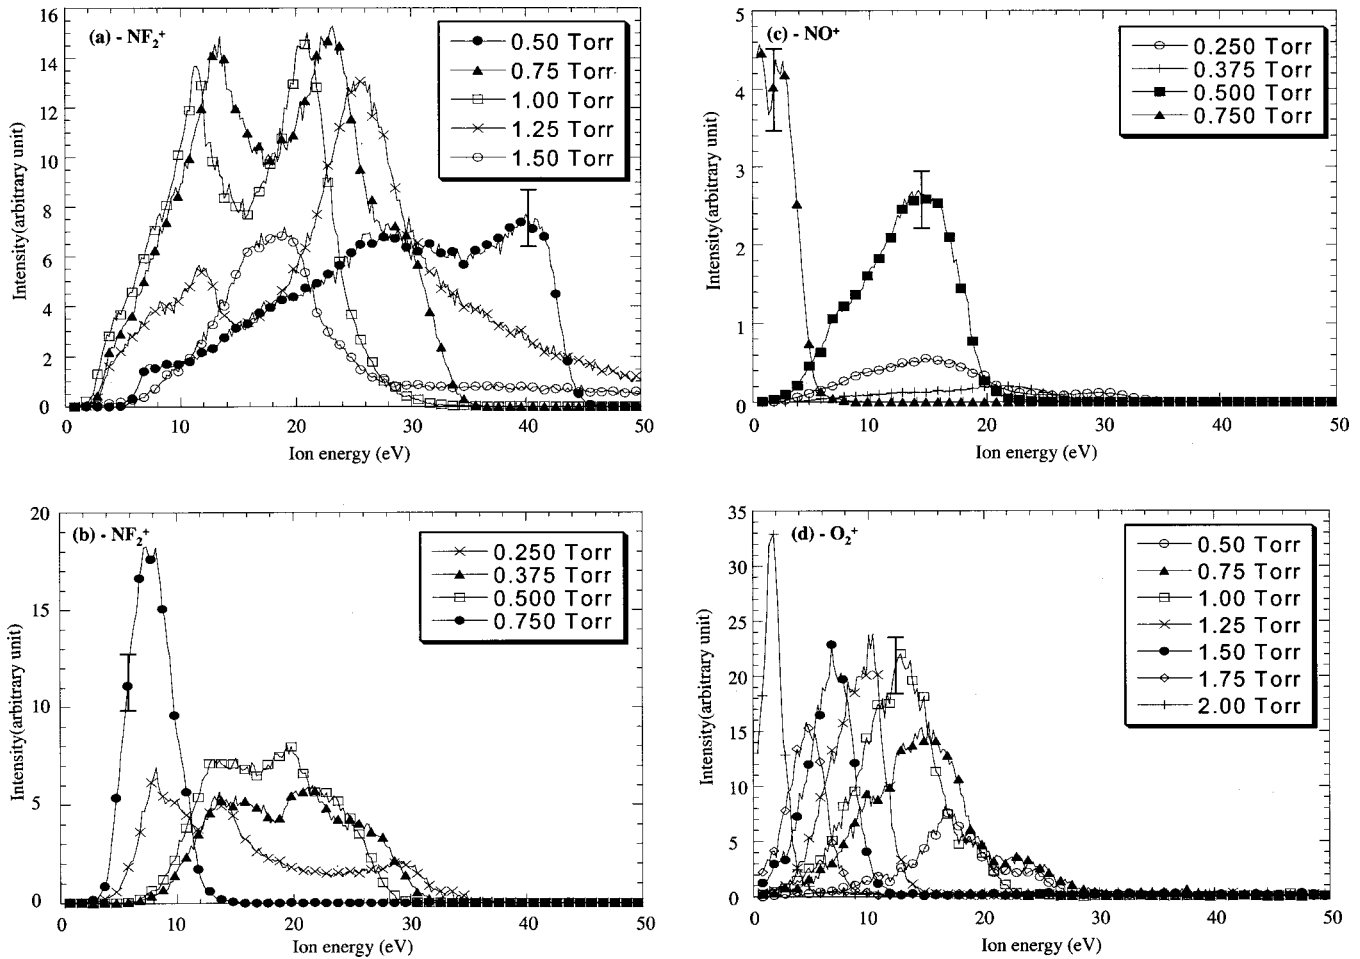 (a) - NF₂⁺
0.50 Torr
0.75 Torr
1.00 Torr
1.25 Torr
1.50 Torr
Intensity(arbitrary unit)
16
14
12
10
8
6
4
2
0
0 10 20 30 40 50
Ion energy (eV)
(c) - NO⁺
0.250 Torr
0.375 Torr
0.500 Torr
0.750 Torr
Intensity(arbitrary unit)
5
4
3
2
1
0
0 10 20 30 40 50
Ion energy (eV)
(b) - NF₂⁺
0.250 Torr
0.375 Torr
0.500 Torr
0.750 Torr
Intensity(arbitrary unit)
20
15
10
5
0
0 10 20 30 40 50
Ion energy (eV)
(d) - O₂⁺
0.50 Torr
0.75 Torr
1.00 Torr
1.25 Torr
1.50 Torr
1.75 Torr
2.00 Torr
Intensity(arbitrary unit)
35
30
25
20
15
10
5
0
0 10 20 30 40 50
Ion energy (eV)